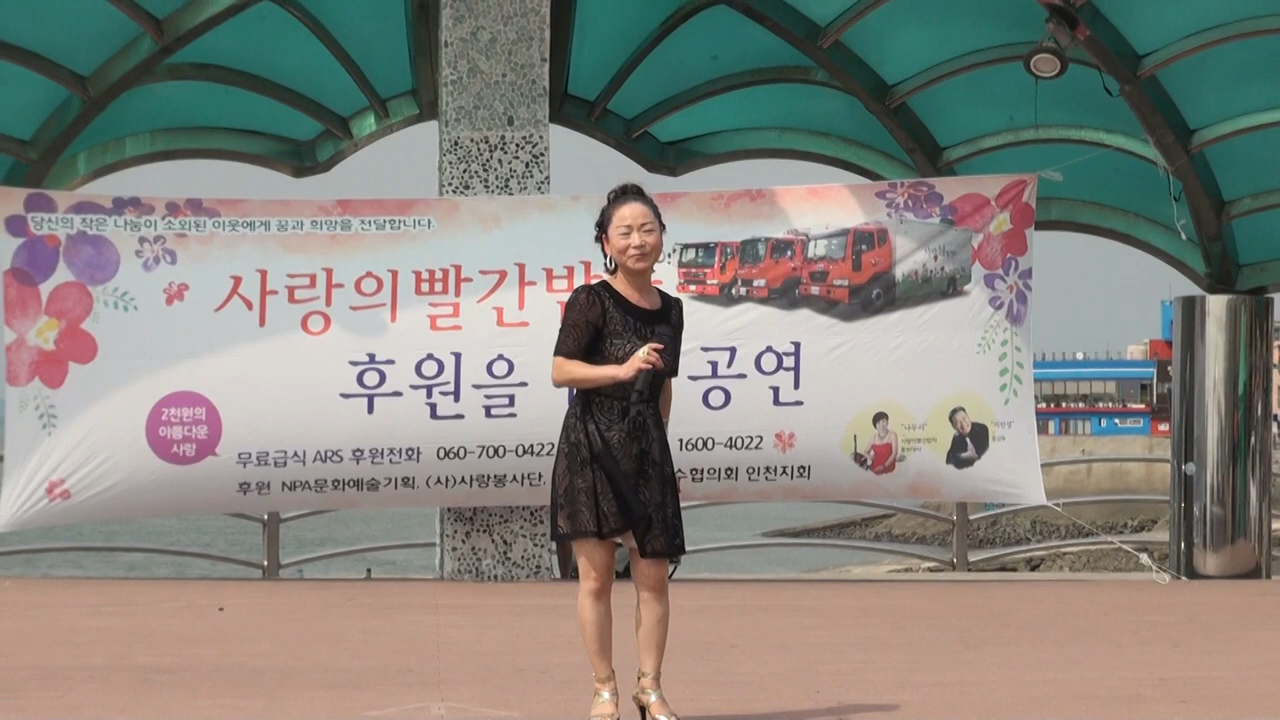 당신의 작은 나눔이 소외된 이웃에게 꿈과 희망을 전달합니다.
사랑의빨간밥
후원을 공연
2천원의
아름다운
사랑
무료급식 ARS 후원전화 060-700-0422 1600-4022
후원 NPA문화예술기획. (사)사랑봉사단, 수협의회 인천지회